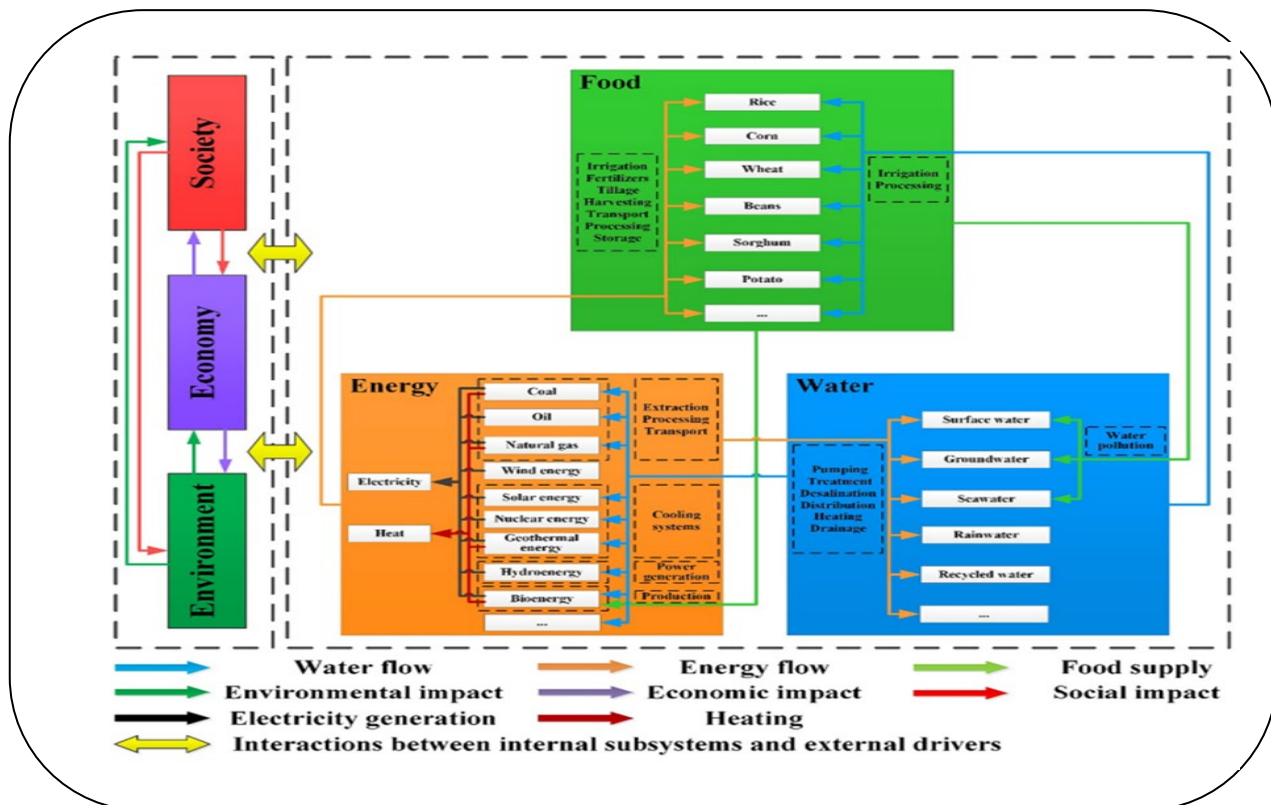 Society
Economy
Environment
Food
Rice
Corn
Wheat
Beans
Sorghum
Potato
...
Irrigation
Fertilizers
Tillage
Harvesting
Transport
Processing
Storage
Irrigation
Processing
Energy
Coal
Oil
Natural gas
Wind energy
Solar energy
Nuclear energy
Geothermal
energy
Hydroenergy
Bioenergy
...
Electricity
Heat
Extraction
Processing
Transport
Cooling
systems
Power
generation
Production
Water
Surface water
Groundwater
Seawater
Rainwater
Recycled water
...
Pumping
Treatment
Desalination
Distribution
Heating
Drainage
Water
pollution
Water flow
Energy flow
Food supply
Environmental impact
Economic impact
Social impact
Electricity generation
Heating
Interactions between internal subsystems and external drivers